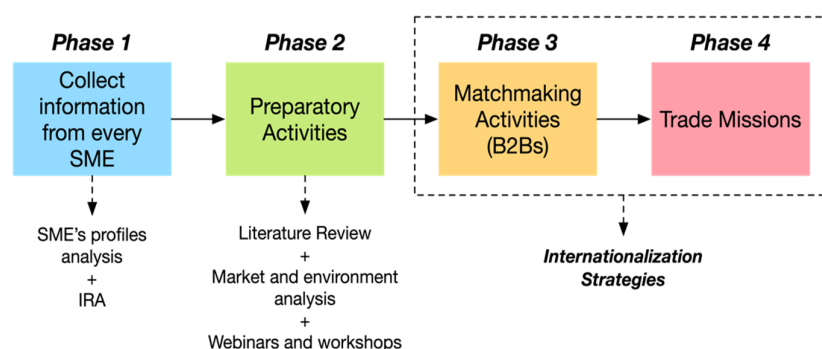 Phase 1
Phase 2
Phase 3
Phase 4
Collect
information
from every
SME
Preparatory
Activities
Matchmaking
Activities
(B2Bs)
Trade Missions
SME's profiles
analysis
+
IRA
Literature Review
+
Market and environment
analysis
+
Webinars and workshops
Internationalization
Strategies